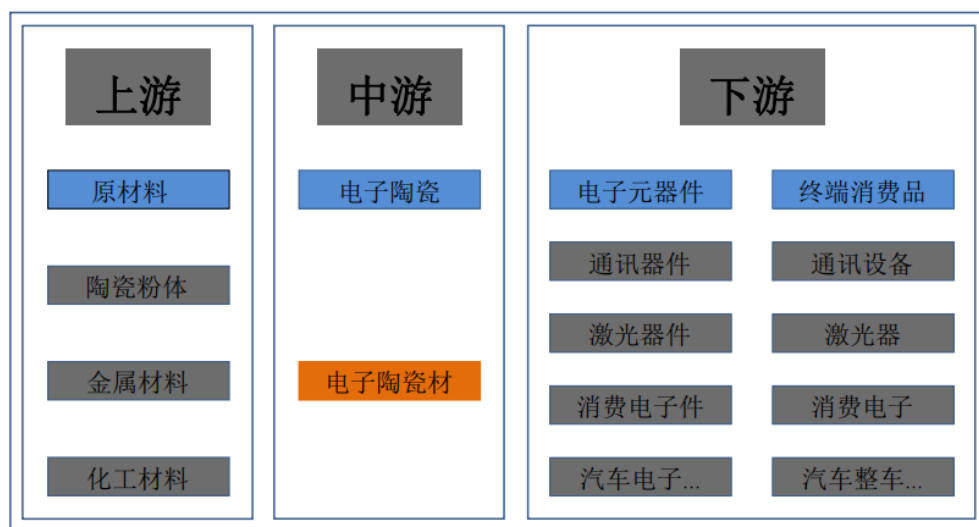 上游
中游
下游
原材料
电子陶瓷
电子元器件
终端消费品
陶瓷粉体
通讯器件
通讯设备
激光器件
激光器
金属材料
电子陶瓷材
消费电子件
消费电子
化工材料
汽车电子...
汽车整车...